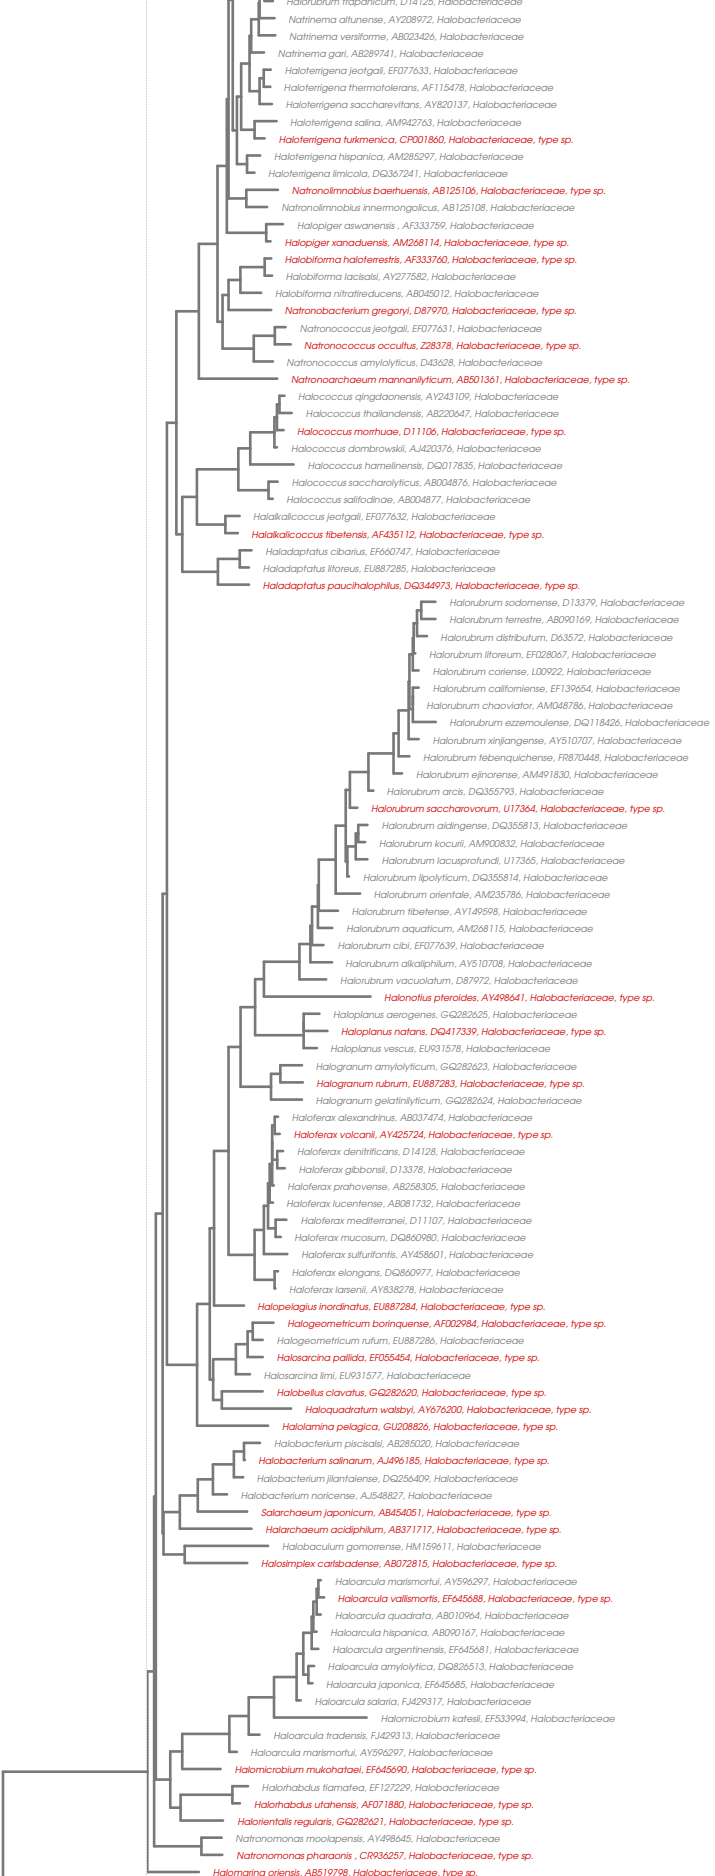 Halorubrum trapanicum, D14125, Halobacteriaceae
Natrinema altunense, AY208972, Halobacteriaceae
Natrinema versiforme, AB023426, Halobacteriaceae
Natrinema gari, AB289741, Halobacteriaceae
Haloterrigena jeotgali, EF077633, Halobacteriaceae
Haloterrigena thermotolerans, AF115478, Halobacteriaceae
Haloterrigena saccharevitans, AY820137, Halobacteriaceae
Haloterrigena salina, AM942763, Halobacteriaceae
Haloterrigena turkmenica, CP001860, Halobacteriaceae, type sp.
Haloterrigena hispanica, AM285297, Halobacteriaceae
Haloterrigena limicola, DQ367241, Halobacteriaceae
Natronolimnobius baerhuensis, AB125106, Halobacteriaceae, type sp.
Natronolimnobius innermongolicus, AB125108, Halobacteriaceae
Halopiger aswanensis , AF333759, Halobacteriaceae
Halopiger xanaduensis, AM268114, Halobacteriaceae, type sp.
Halobiforma haloterrestris, AF333760, Halobacteriaceae, type sp.
Halobiforma lacisalsi, AY277582, Halobacteriaceae
Halobiforma nitratireducens, AB045012, Halobacteriaceae
Natronobacterium gregoryi, D87970, Halobacteriaceae, type sp.
Natronococcus jeotgali, EF077631, Halobacteriaceae
Natronococcus occultus, Z28378, Halobacteriaceae, type sp.
Natronococcus amylolyticus, D43628, Halobacteriaceae
Natronoarchaeum mannanilyticum, AB501361, Halobacteriaceae, type sp.
Halococcus qingdaonensis, AY243109, Halobacteriaceae
Halococcus thailandensis, AB220647, Halobacteriaceae
Halococcus morrhuae, D11106, Halobacteriaceae, type sp.
Halococcus dombrowskii, AJ420376, Halobacteriaceae
Halococcus hamelinensis, DQ017835, Halobacteriaceae
Halococcus saccharolyticus, AB004876, Halobacteriaceae
Halococcus salifodinae, AB004877, Halobacteriaceae
Halalkalicoccus jeotgali, EF077632, Halobacteriaceae
Halalkalicoccus tibetensis, AF435112, Halobacteriaceae, type sp.
Haladaptatus cibarius, EF660747, Halobacteriaceae
Haladaptatus litoreus, EU887285, Halobacteriaceae
Haladaptatus paucihalophilus, DQ344973, Halobacteriaceae, type sp.
Halorubrum sodomense, D13379, Halobacteriaceae
Halorubrum terrestre, AB090169, Halobacteriaceae
Halorubrum distributum, D63572, Halobacteriaceae
Halorubrum litoreum, EF028067, Halobacteriaceae
Halorubrum coriense, L00922, Halobacteriaceae
Halorubrum californiense, EF139654, Halobacteriaceae
Halorubrum chaoviator, AM048786, Halobacteriaceae
Halorubrum ezzemoulense, DQ118426, Halobacteriaceae
Halorubrum xinjiangense, AY510707, Halobacteriaceae
Halorubrum tebenquichense, FR870448, Halobacteriaceae
Halorubrum ejinorense, AM491830, Halobacteriaceae
Halorubrum arcis, DQ355793, Halobacteriaceae
Halorubrum saccharovorum, U17364, Halobacteriaceae, type sp.
Halorubrum aidingense, DQ355813, Halobacteriaceae
Halorubrum kocurii, AM900832, Halobacteriaceae
Halorubrum lacusprofundi, U17365, Halobacteriaceae
Halorubrum lipolyticum, DQ355814, Halobacteriaceae
Halorubrum orientale, AM235786, Halobacteriaceae
Halorubrum tibetense, AY149598, Halobacteriaceae
Halorubrum aquaticum, AM268115, Halobacteriaceae
Halorubrum cibi, EF077639, Halobacteriaceae
Halorubrum alkaliphilum, AY510708, Halobacteriaceae
Halorubrum vacuolatum, D87972, Halobacteriaceae
Halonotius pteroides, AY498641, Halobacteriaceae, type sp.
Haloplanus aerogenes, GQ282625, Halobacteriaceae
Haloplanus natans, DQ417339, Halobacteriaceae, type sp.
Haloplanus vescus, EU931578, Halobacteriaceae
Halogranum amylolyticum, GQ282623, Halobacteriaceae
Halogranum rubrum, EU887283, Halobacteriaceae, type sp.
Halogranum gelatinilyticum, GQ282624, Halobacteriaceae
Haloferax alexandrinus, AB037474, Halobacteriaceae
Haloferax volcanii, AY425724, Halobacteriaceae, type sp.
Haloferax denitrificans, D14128, Halobacteriaceae
Haloferax gibbonsii, D13378, Halobacteriaceae
Haloferax prahovense, AB258305, Halobacteriaceae
Haloferax lucentense, AB081732, Halobacteriaceae
Haloferax mediterranei, D11107, Halobacteriaceae
Haloferax mucosum, DQ860980, Halobacteriaceae
Haloferax sulfurifontis, AY458601, Halobacteriaceae
Haloferax elongans, DQ860977, Halobacteriaceae
Haloferax larsenii, AY838278, Halobacteriaceae
Halopelagius inordinatus, EU887284, Halobacteriaceae, type sp.
Halogeometricum borinquense, AF002984, Halobacteriaceae, type sp.
Halogeometricum rufum, EU887286, Halobacteriaceae
Halosarcina pallida, EF055454, Halobacteriaceae, type sp.
Halosarcina limi, EU931577, Halobacteriaceae
Halobellus clavatus, GQ282620, Halobacteriaceae, type sp.
Haloquadratum walsbyi, AY676200, Halobacteriaceae, type sp.
Halolamina pelagica, GU208826, Halobacteriaceae, type sp.
Halobacterium piscisalsi, AB285020, Halobacteriaceae
Halobacterium salinarum, AJ496185, Halobacteriaceae, type sp.
Halobacterium jilantaiense, DQ256409, Halobacteriaceae
Halobacterium noricense, AJ548827, Halobacteriaceae
Salarchaeum japonicum, AB454051, Halobacteriaceae, type sp.
Halarchaeum acidiphilum, AB371717, Halobacteriaceae, type sp.
Halobaculum gomorrense, HM159611, Halobacteriaceae
Halosimplex carlsbadense, AB072815, Halobacteriaceae, type sp.
Haloarcula marismortui, AY596297, Halobacteriaceae
Haloarcula vallismortis, EF645688, Halobacteriaceae, type sp.
Haloarcula quadrata, AB010964, Halobacteriaceae
Haloarcula hispanica, AB090167, Halobacteriaceae
Haloarcula argentinensis, EF645681, Halobacteriaceae
Haloarcula amylolytica, DQ826513, Halobacteriaceae
Haloarcula japonica, EF645685, Halobacteriaceae
Haloarcula salaria, FJ429317, Halobacteriaceae
Halomicrobium katesii, EF533994, Halobacteriaceae
Haloarcula tradensis, FJ429313, Halobacteriaceae
Haloarcula marismortui, AY596297, Halobacteriaceae
Halomicrobium mukohataei, EF645690, Halobacteriaceae, type sp.
Halorhabdus tiamatea, EF127229, Halobacteriaceae
Halorhabdus utahensis, AF071880, Halobacteriaceae, type sp.
Halorientalis regularis, GQ282621, Halobacteriaceae, type sp.
Natronomonas moolapensis, AY498645, Halobacteriaceae
Natronomonas pharaonis , CR936257, Halobacteriaceae, type sp.
Halomarina oriensis, AB519798, Halobacteriaceae, type sp.